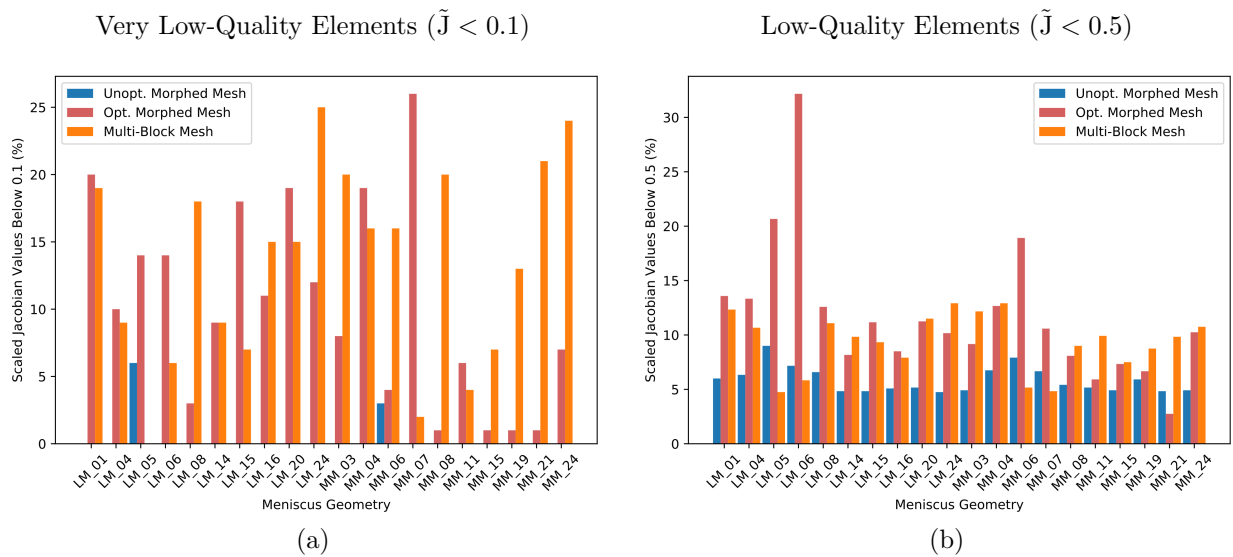 Very Low-Quality Elements (J̃ < 0.1)
Low-Quality Elements (J̃ < 0.5)
Scaled Jacobian Values Below 0.1 (%)
25
20
15
10
5
0
Unopt. Morphed Mesh
Opt. Morphed Mesh
Multi-Block Mesh
LM_01
LM_04
LM_05
LM_06
LM_08
LM_14
LM_15
LM_16
LM_20
LM_24
MM_03
MM_04
MM_06
MM_07
MM_08
MM_11
MM_15
MM_19
MM_21
MM_24
Meniscus Geometry
(a)
Scaled Jacobian Values Below 0.5 (%)
30
25
20
15
10
5
0
Unopt. Morphed Mesh
Opt. Morphed Mesh
Multi-Block Mesh
LM_01
LM_04
LM_05
LM_06
LM_08
LM_14
LM_15
LM_16
LM_20
LM_24
MM_03
MM_04
MM_06
MM_07
MM_08
MM_11
MM_15
MM_19
MM_21
MM_24
Meniscus Geometry
(b)